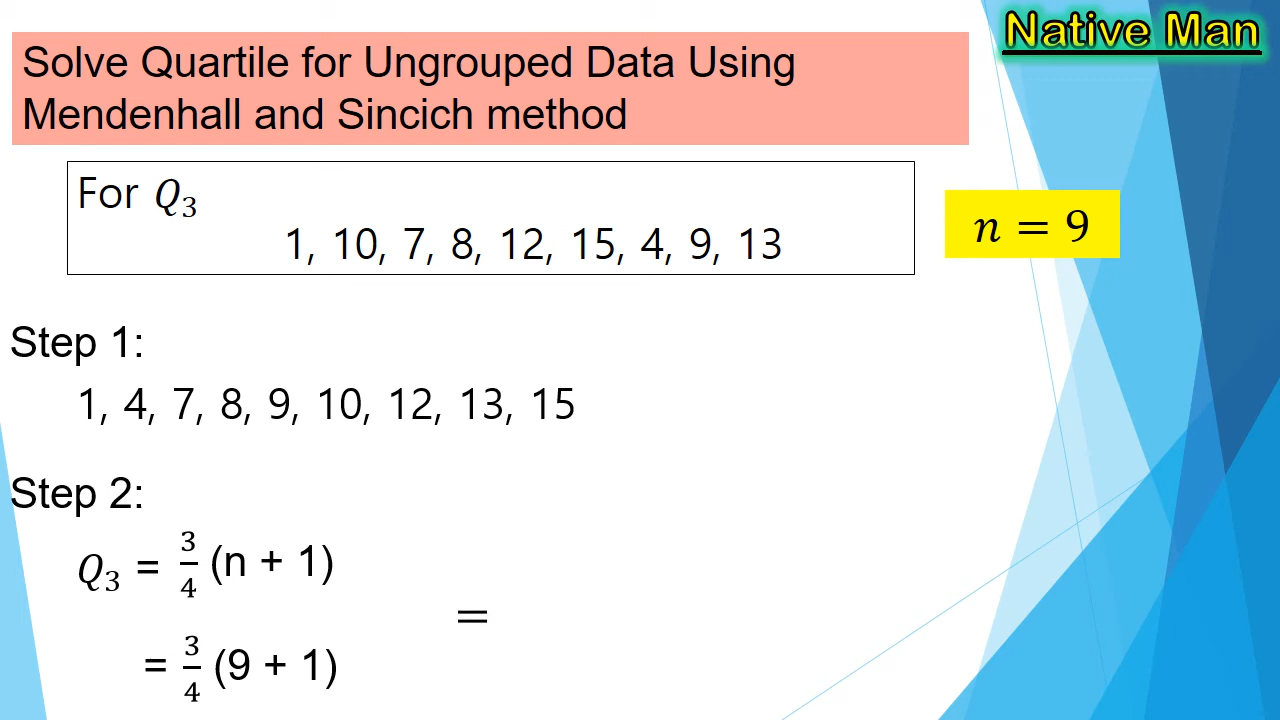 Native Man
Solve Quartile for Ungrouped Data Using
Mendenhall and Sincich method
For Q₃
1, 10, 7, 8, 12, 15, 4, 9, 13
n = 9
Step 1:
1, 4, 7, 8, 9, 10, 12, 13, 15
Step 2:
Q₃ = 3/4 (n + 1)
=
= 3/4 (9 + 1)